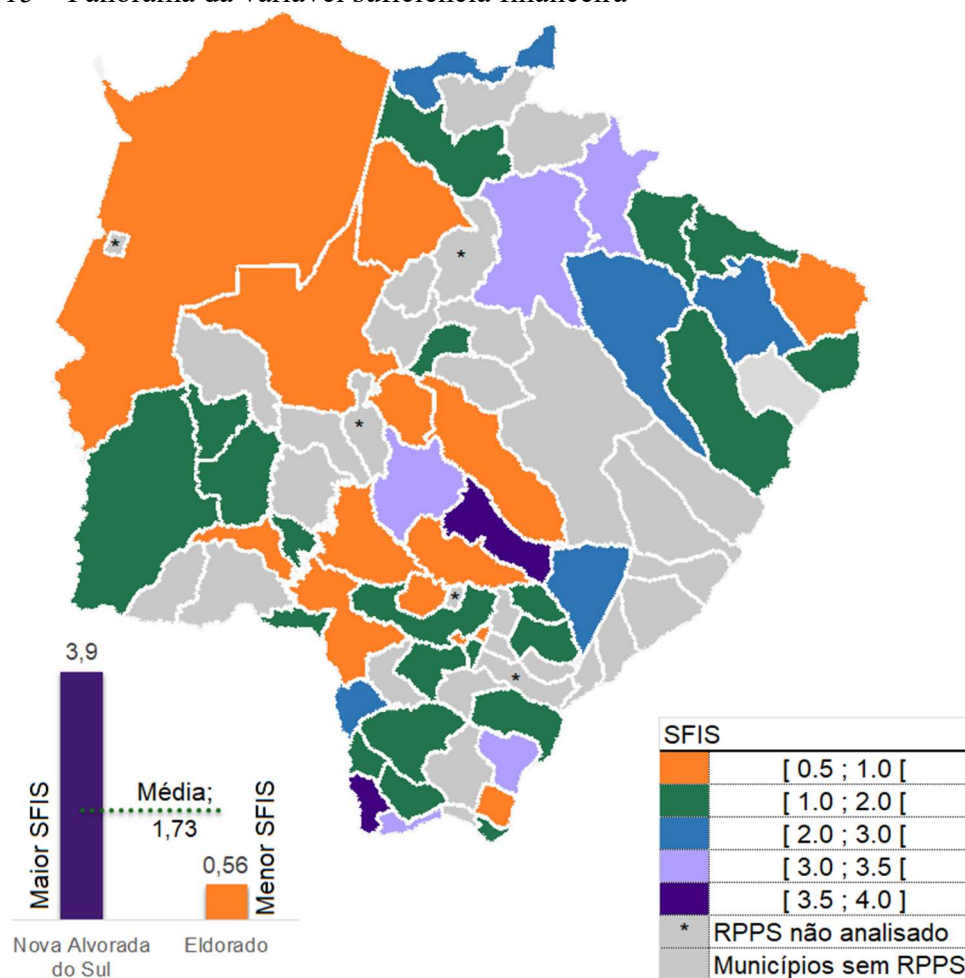 13 – Panorama da variável suficiência financeira
*
*
*
*
*
3,9
Média;
1,73
0,56
Maior SFIS
Menor SFIS
Nova Alvorada
do Sul
Eldorado
SFIS
[ 0.5 ; 1.0 [
[ 1.0 ; 2.0 [
[ 2.0 ; 3.0 [
[ 3.0 ; 3.5 [
[ 3.5 ; 4.0 ]
* RPPS não analisado
Municípios sem RPPS